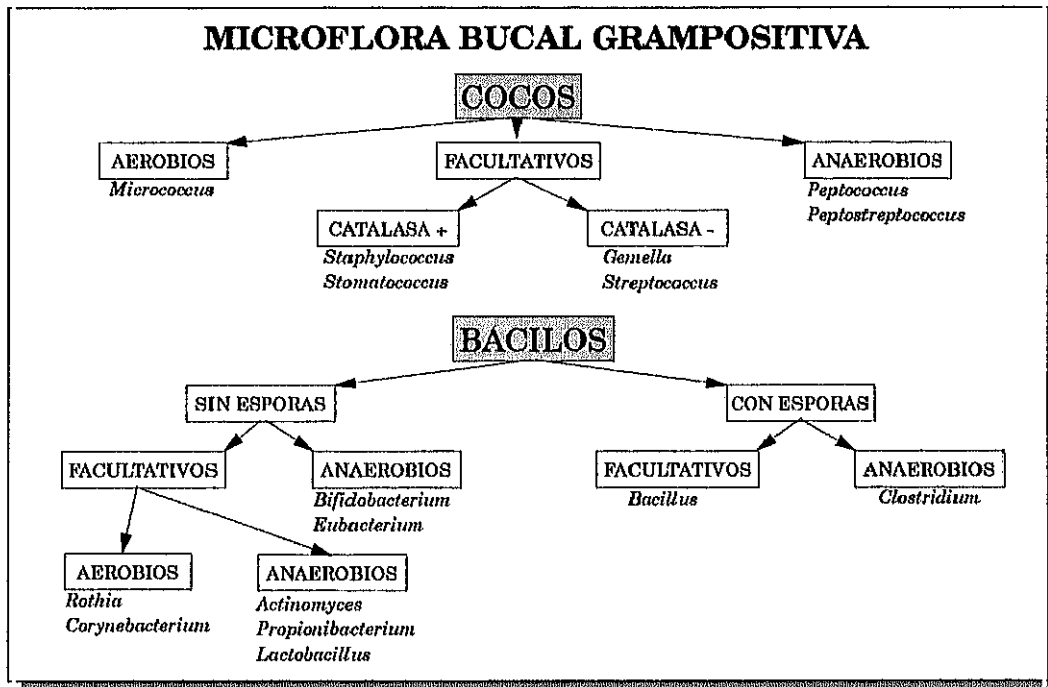 MICROFLORA BUCAL GRAMPOSITIVA
COCOS
AEROBIOS
Micrococcus
FACULTATIVOS
ANAEROBIOS
Peptococcus
Peptostreptococcus
CATALASA +
Staphylococcus
Stomatococcus
CATALASA -
Gemella
Streptococcus
BACILOS
SIN ESPORAS
CON ESPORAS
FACULTATIVOS
ANAEROBIOS
Bifidobacterium
Eubacterium
FACULTATIVOS
Bacillus
ANAEROBIOS
Clostridium
AEROBIOS
Rothia
Corynebacterium
ANAEROBIOS
Actinomyces
Propionibacterium
Lactobacillus